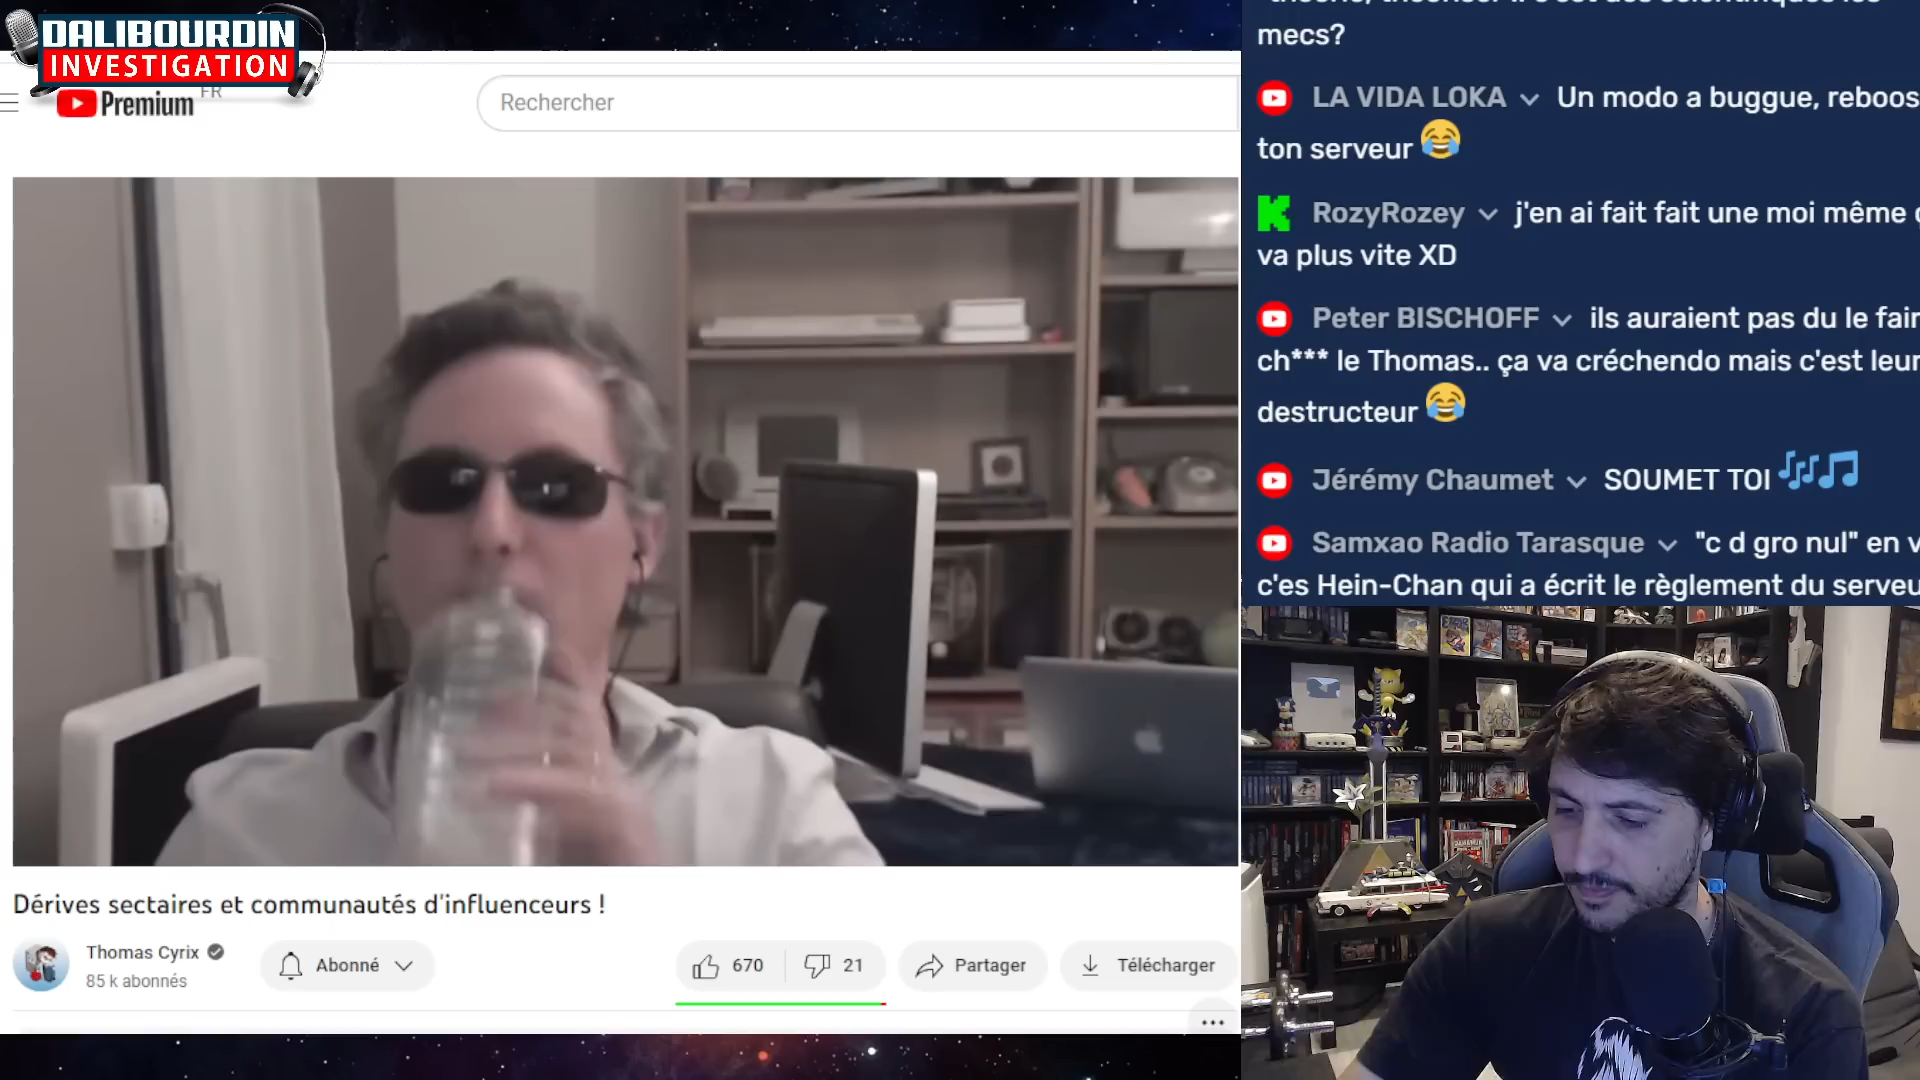 DALIBOURDIN
INVESTIGATION
Premium
FR
Rechercher
mecs?
LA VIDA LOKA Un modo a buggue, reboos
ton serveur
RozyRozey j'en ai fait fait une moi même
va plus vite XD
Peter BISCHOFF ils auraient pas du le fair
ch*** le Thomas.. ça va créchendo mais c'est leur
destructeur
Jérémy Chaumet SOUMET TOI
Samxao Radio Tarasque "c d gro nul" en v
c'es Hein-Chan qui a écrit le règlement du serveu
Dérives sectaires et communautés d'influenceurs !
Thomas Cyrix
85 k abonnés
Abonné
670
21
Partager
Télécharger